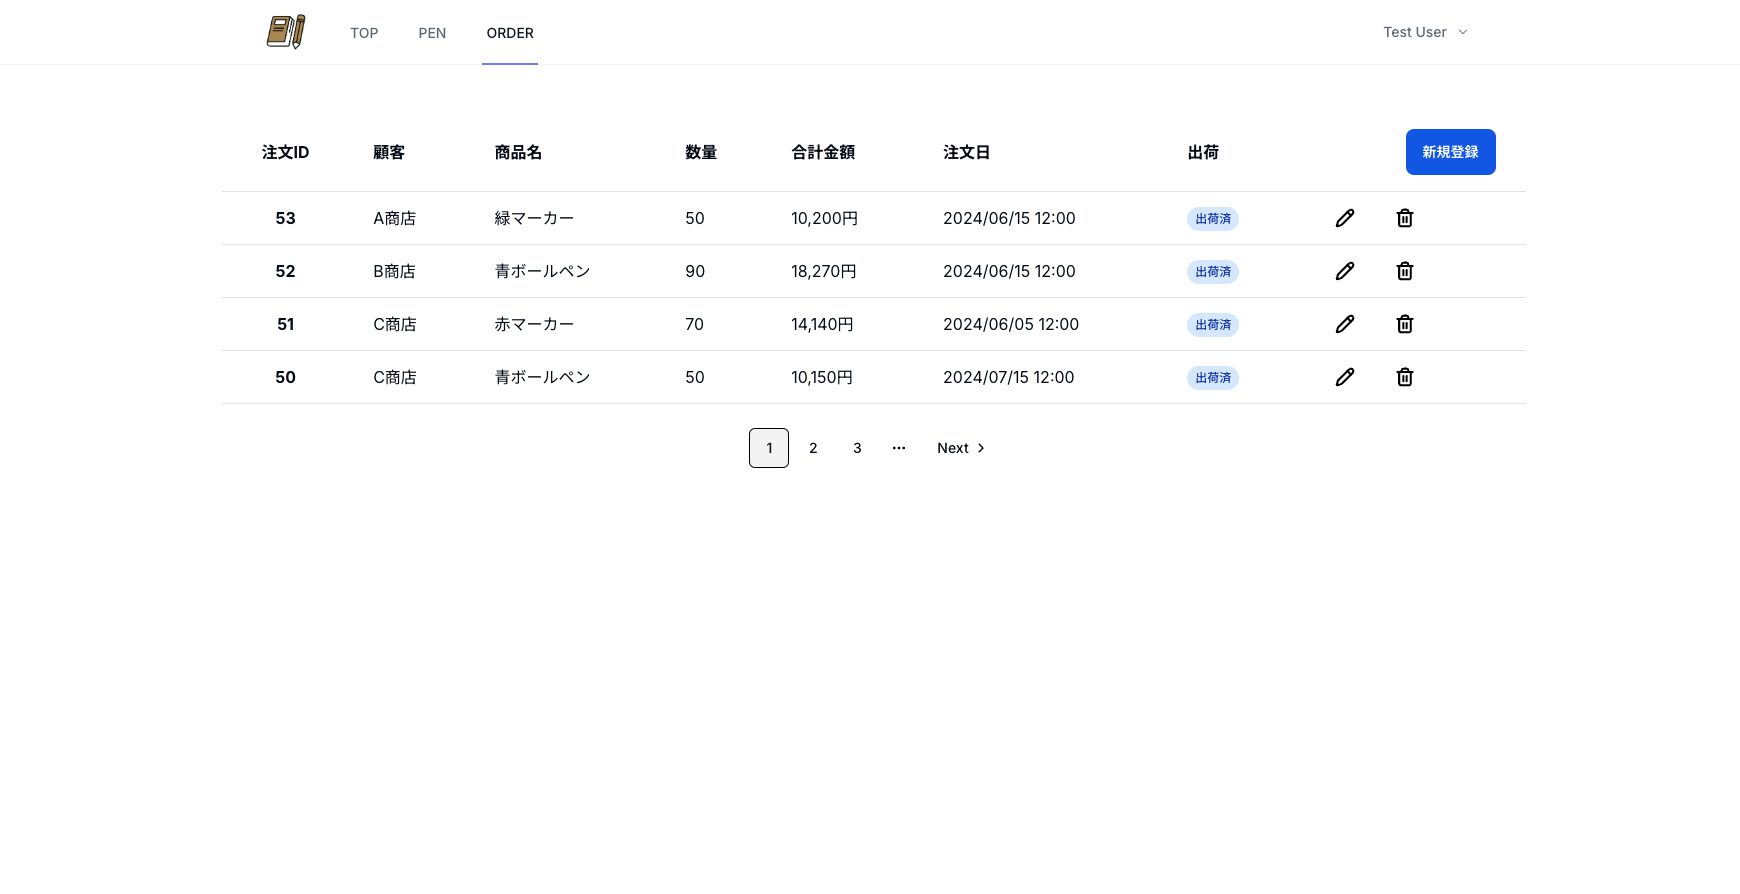 TOP PEN ORDER Test User
注文ID 顧客 商品名 数量 合計金額 注文日 出荷 新規登録
53 A商店 緑マーカー 50 10,200円 2024/06/15 12:00 出荷済
52 B商店 青ボールペン 90 18,270円 2024/06/15 12:00 出荷済
51 C商店 赤マーカー 70 14,140円 2024/06/05 12:00 出荷済
50 C商店 青ボールペン 50 10,150円 2024/07/15 12:00 出荷済
1 2 3 ... Next